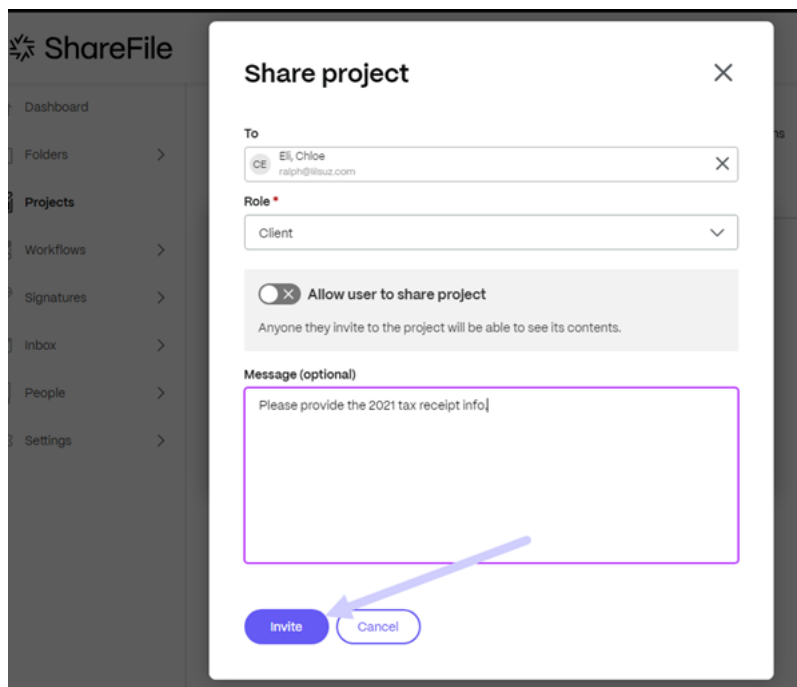 ShareFile
Dashboard
Folders
Projects
Workflows
Signatures
Inbox
People
Settings
Share project
To
CE
Eli, Chloe
ralph@lilsuz.com
Role *
Client
Allow user to share project
Anyone they invite to the project will be able to see its contents.
Message (optional)
Please provide the 2021 tax receipt info.
Invite
Cancel